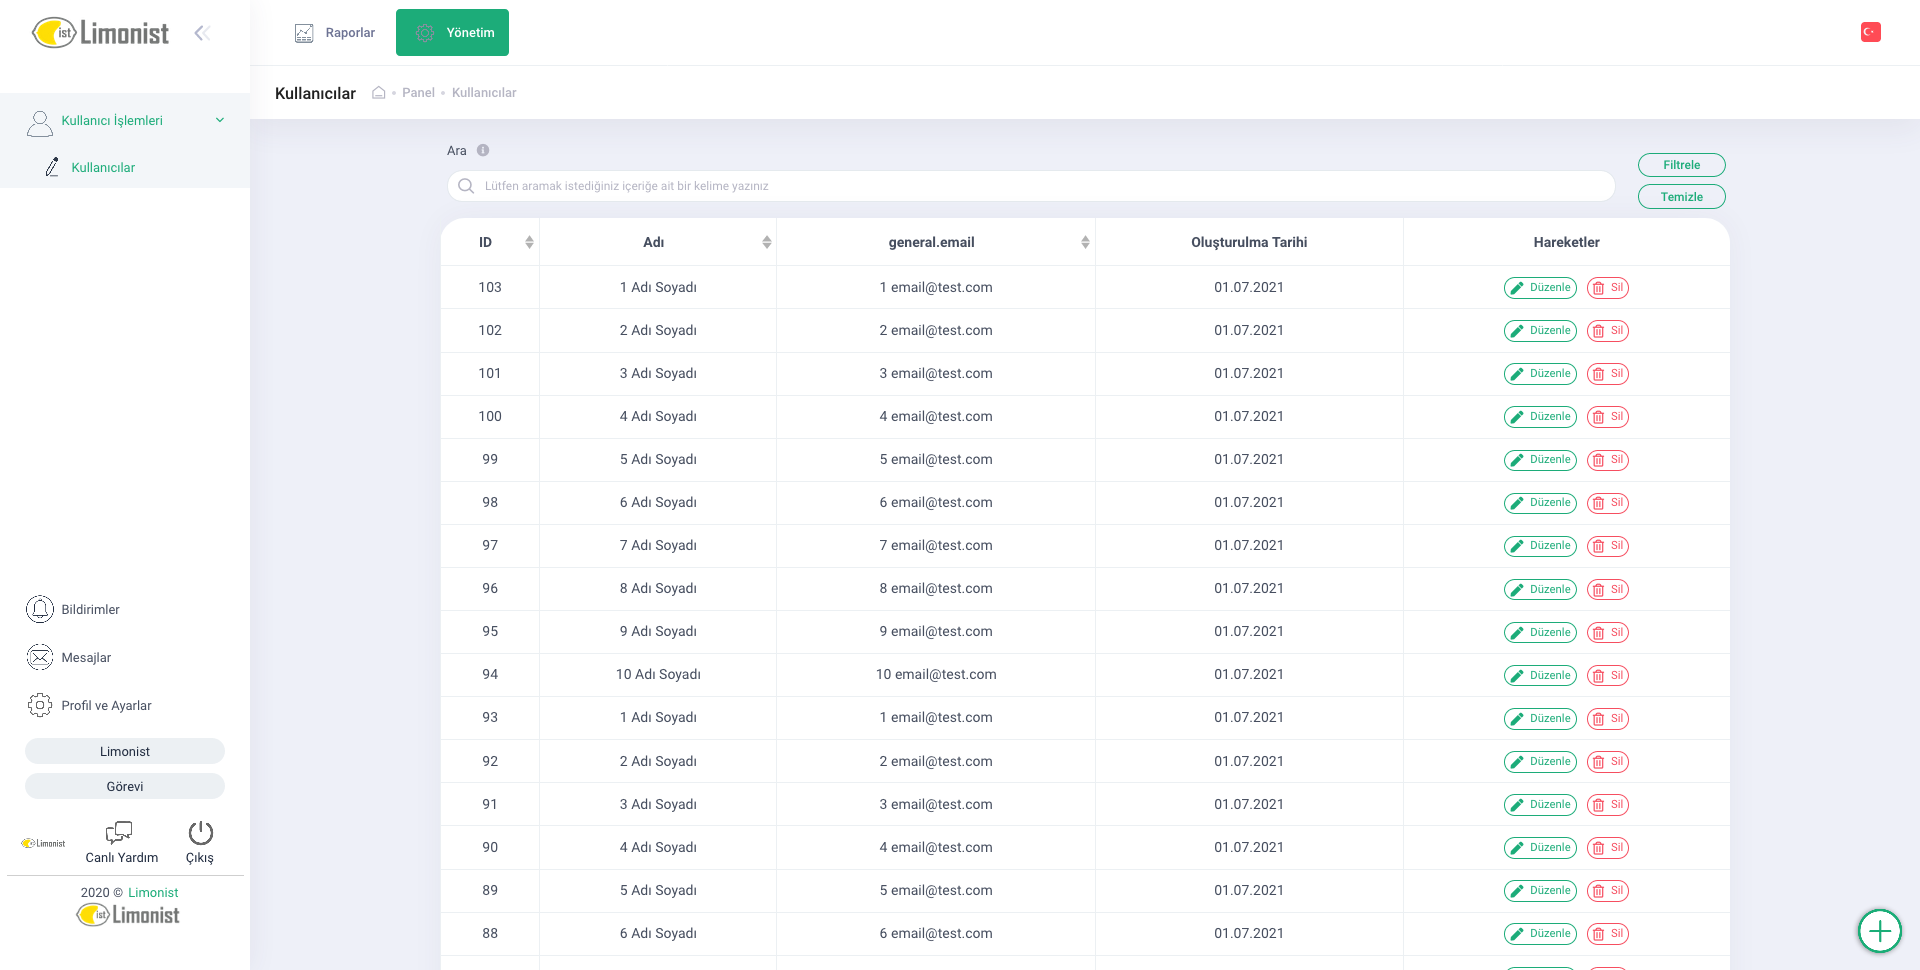 ist Limonist
Raporlar
Yönetim
Kullanıcılar
Panel
Kullanıcılar
Kullanıcı İşlemleri
Kullanıcılar
Ara
Lütfen aramak istediğiniz içeriğe ait bir kelime yazınız
Filtrele
Temizle
ID Adı general.email Oluşturulma Tarihi Hareketler
103 1 Adı Soyadı 1 email@test.com 01.07.2021 Düzenle Sil
102 2 Adı Soyadı 2 email@test.com 01.07.2021 Düzenle Sil
101 3 Adı Soyadı 3 email@test.com 01.07.2021 Düzenle Sil
100 4 Adı Soyadı 4 email@test.com 01.07.2021 Düzenle Sil
99 5 Adı Soyadı 5 email@test.com 01.07.2021 Düzenle Sil
98 6 Adı Soyadı 6 email@test.com 01.07.2021 Düzenle Sil
97 7 Adı Soyadı 7 email@test.com 01.07.2021 Düzenle Sil
96 8 Adı Soyadı 8 email@test.com 01.07.2021 Düzenle Sil
95 9 Adı Soyadı 9 email@test.com 01.07.2021 Düzenle Sil
94 10 Adı Soyadı 10 email@test.com 01.07.2021 Düzenle Sil
93 1 Adı Soyadı 1 email@test.com 01.07.2021 Düzenle Sil
92 2 Adı Soyadı 2 email@test.com 01.07.2021 Düzenle Sil
91 3 Adı Soyadı 3 email@test.com 01.07.2021 Düzenle Sil
90 4 Adı Soyadı 4 email@test.com 01.07.2021 Düzenle Sil
89 5 Adı Soyadı 5 email@test.com 01.07.2021 Düzenle Sil
88 6 Adı Soyadı 6 email@test.com 01.07.2021 Düzenle Sil
Bildirimler
Mesajlar
Profil ve Ayarlar
Limonist
Görevi
Limonist
Canlı Yardım
Çıkış
2020 © Limonist
ist Limonist